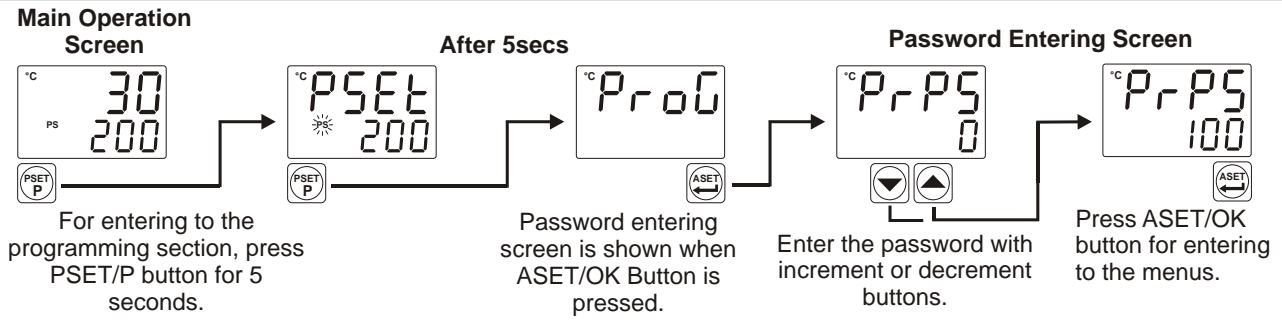 Main Operation
Screen
After 5secs
Password Entering Screen
°C
30
PS
200
PSET
P
°C
PSEt
PS
200
PSET
P
°C
ProG
ASET
°C
PrPS
0
°C
PrPS
100
ASET
For entering to the
programming section, press
PSET/P button for 5
seconds.
Password entering
screen is shown when
ASET/OK Button is
pressed.
Enter the password with
increment or decrement
buttons.
Press ASET/OK
button for entering
to the menus.